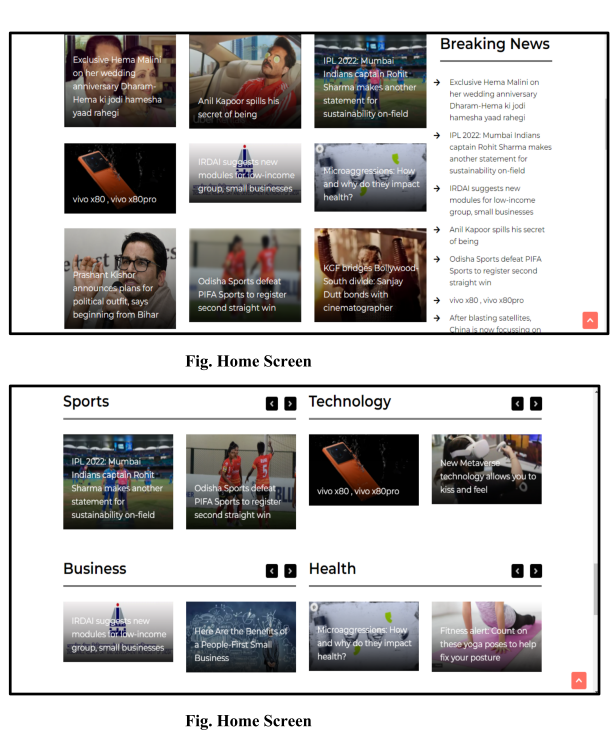 Exclusive Hema Malini
on her wedding
anniversary Dharam-
Hema ki jodi hamesha
yaad rahegi
Anil Kapoor spills his
secret of being
IPL 2022: Mumbai
Indians captain Rohit
Sharma makes another
statement for
sustainability on-field
vivo x80 , vivo x80pro
IRDAI suggests new
modules for low-income
group, small businesses
Microaggressions: How
and why do they impact
health?
Prashant Kishor
announces plans for
political outfit, says
beginning from Bihar
Odisha Sports defeat
PIFA Sports to register
second straight win
KGF bridges Bollywood-
South divide: Sanjay
Dutt bonds with
cinematographer
Breaking News
Exclusive Hema Malini on
her wedding anniversary
Dharam-Hema ki jodi
hamesha yaad rahegi
IPL 2022: Mumbai Indians
captain Rohit Sharma makes
another statement for
sustainability on-field
IRDAI suggests new
modules for low-income
group, small businesses
Anil Kapoor spills his secret
of being
Odisha Sports defeat PIFA
Sports to register second
straight win
vivo x80 , vivo x80pro
After blasting satellites,
China is now focussing on
Fig. Home Screen
Sports
IPL 2022: Mumbai
Indians captain Rohit
Sharma makes another
statement for
sustainability on-field
Odisha Sports defeat
PIFA Sports to register
second straight win
Technology
vivo x80 , vivo x80pro
New Metaverse
technology allows you to
kiss and feel
Business
IRDAI suggests new
modules for low-income
group, small businesses
Here Are the Benefits of
a People-First Small
Business
Health
Microaggressions: How
and why do they impact
health?
Fitness alert: Count on
these yoga poses to help
fix your posture
Fig. Home Screen